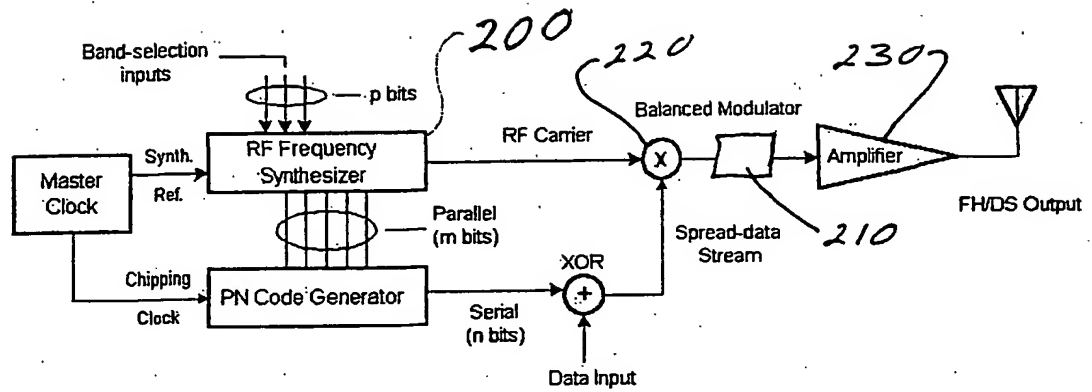 200
220
230
Band-selection
inputs
p bits
Balanced Modulator
RF Carrier
Synth.
Ref.
RF Frequency
Synthesizer
X
Amplifier
Master
Clock
Parallel
(m bits)
FH/DS Output
210
Spread-data
Stream
Chipping
Clock
PN Code Generator
XOR
+
Serial
(n bits)
Data Input